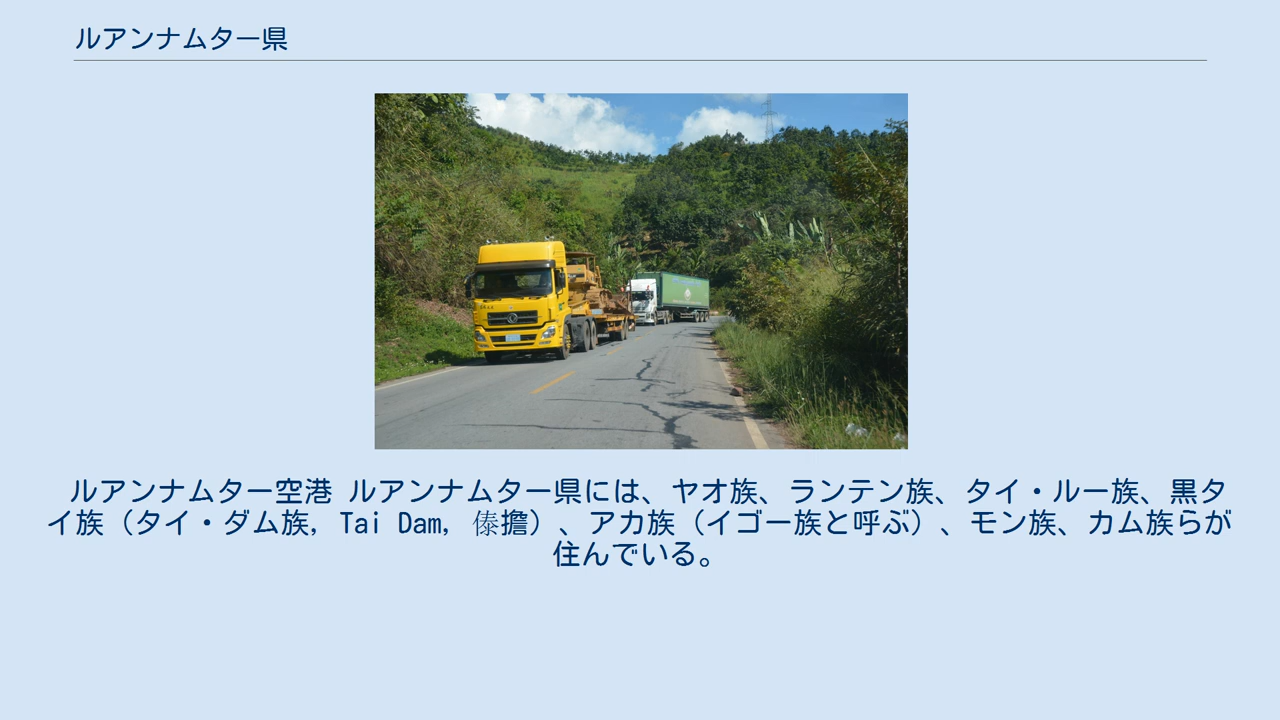 ルアンナムター県
ルアンナムター空港 ルアンナムター県には、ヤオ族、ランテン族、タイ・ルー族、黒タ
イ族（タイ・ダム族, Tai Dam, 傣擔）、アカ族（イゴー族と呼ぶ）、モン族、カム族らが
住んでいる。